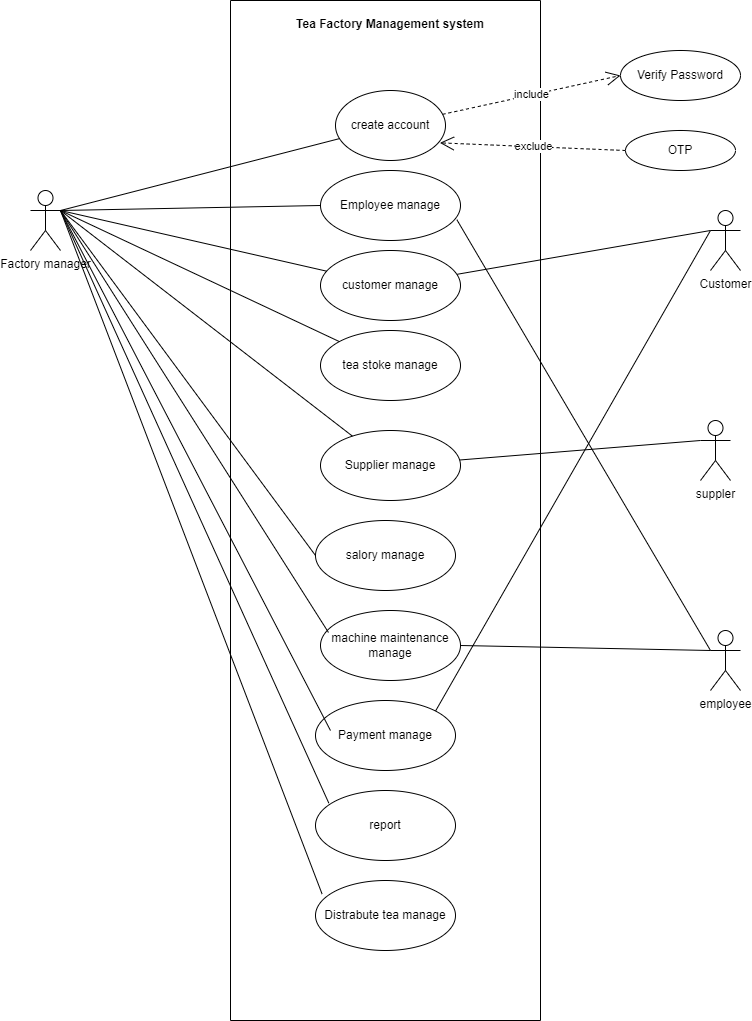 Tea Factory Management system
Verify Password
include
create account
exclude
OTP
Employee manage
Factory manager
customer manage
Customer
tea stoke manage
Supplier manage
suppler
salory manage
machine maintenance
manage
employee
Payment manage
report
Distrabute tea manage